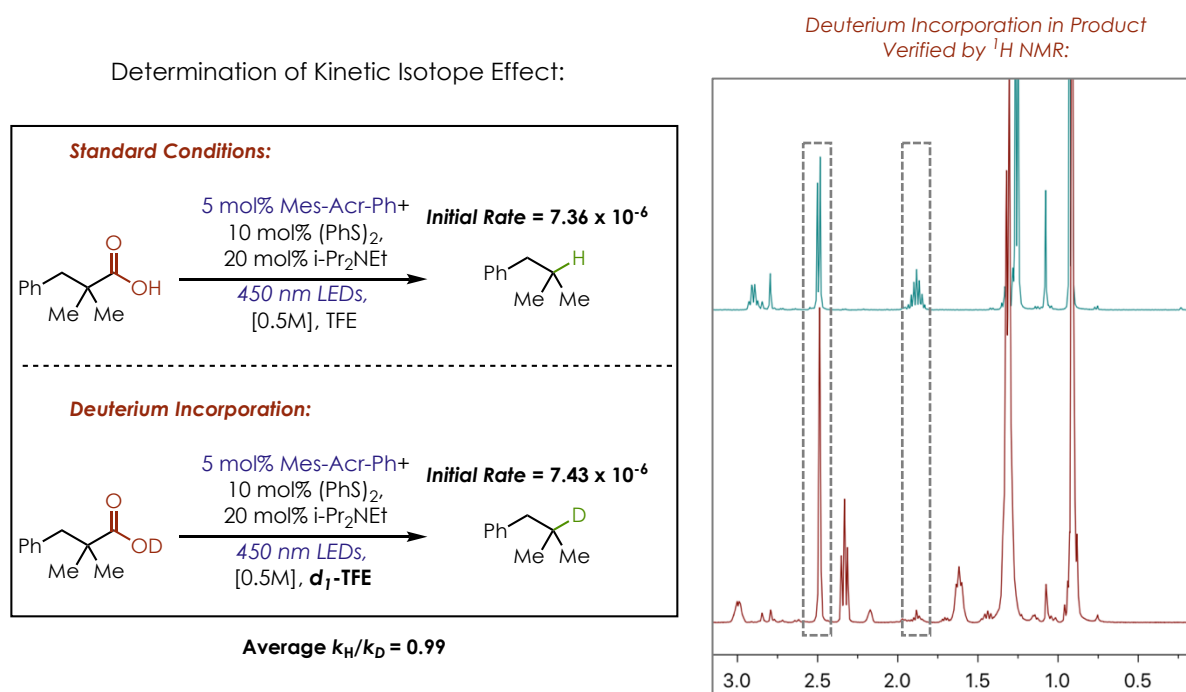 Determination of Kinetic Isotope Effect:
Standard Conditions:
5 mol% Mes-Acr-Ph+
10 mol% (PhS)₂,
20 mol% i-Pr₂NEt
450 nm LEDs,
[0.5M], TFE
Initial Rate = 7.36 x 10⁻⁶
Ph
Me
Me
O
OH
Ph
H
Me
Me
Deuterium Incorporation:
5 mol% Mes-Acr-Ph+
10 mol% (PhS)₂,
20 mol% i-Pr₂NEt
450 nm LEDs,
[0.5M], d₁-TFE
Initial Rate = 7.43 x 10⁻⁶
Ph
Me
Me
O
OD
Ph
D
Me
Me
Average kH/kD = 0.99
Deuterium Incorporation in Product
Verified by ¹H NMR:
3.0 2.5 2.0 1.5 1.0 0.5